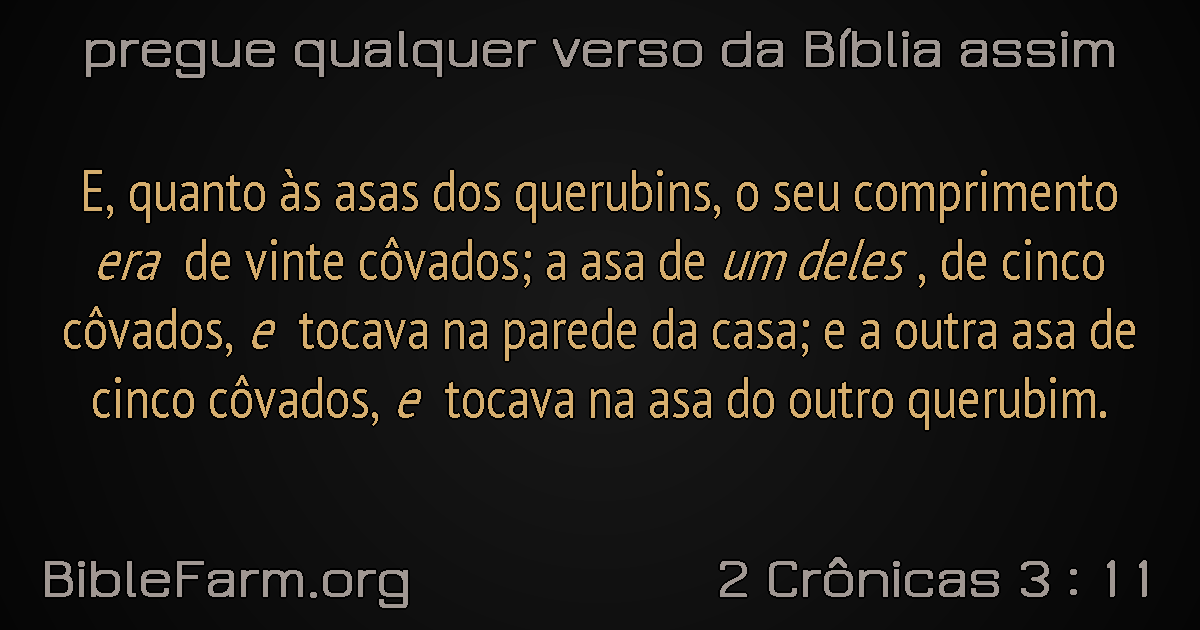 pregue qualquer verso da Bíblia assim
E, quanto às asas dos querubins, o seu comprimento
era de vinte côvados; a asa de um deles , de cinco
côvados, e tocava na parede da casa; e a outra asa de
cinco côvados, e tocava na asa do outro querubim.
BibleFarm.org
2 Crônicas 3 : 11